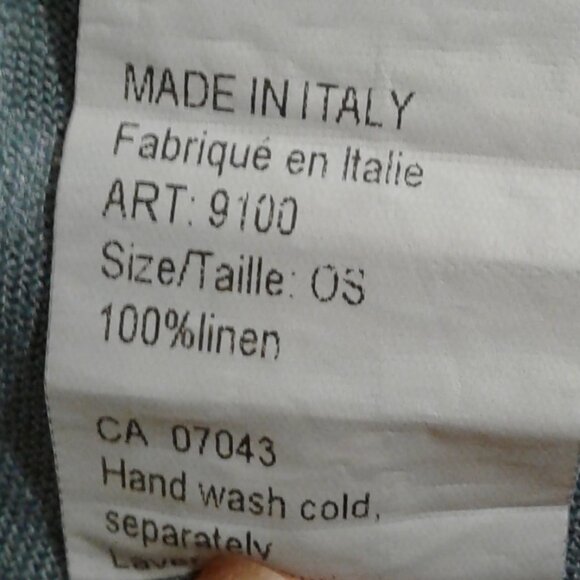 MADE IN ITALY
Fabriqué en Italie
ART: 9100
Size/Taille: OS
100%linen
CA 07043
Hand wash cold,
separately